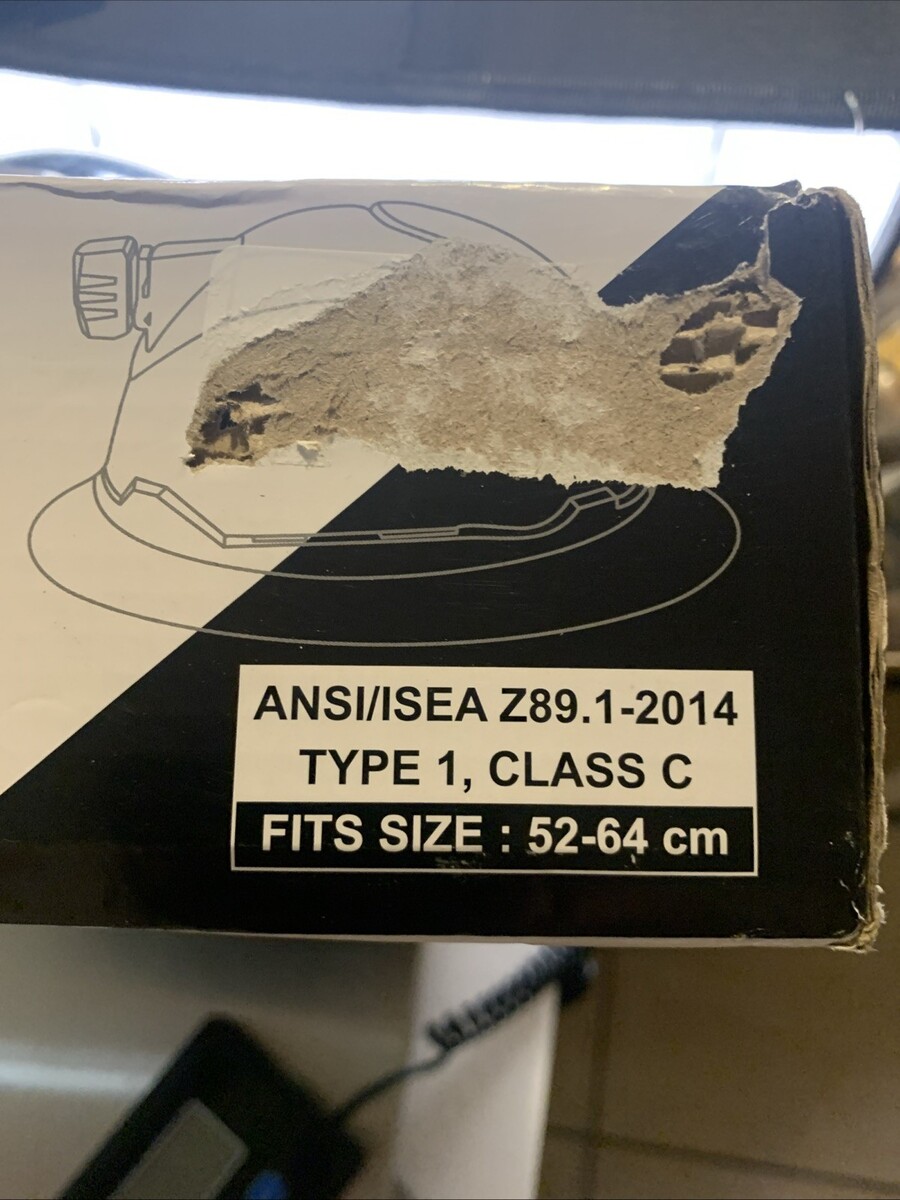 ANSI/ISEA Z89.1-2014
TYPE 1, CLASS C
FITS SIZE : 52-64 cm